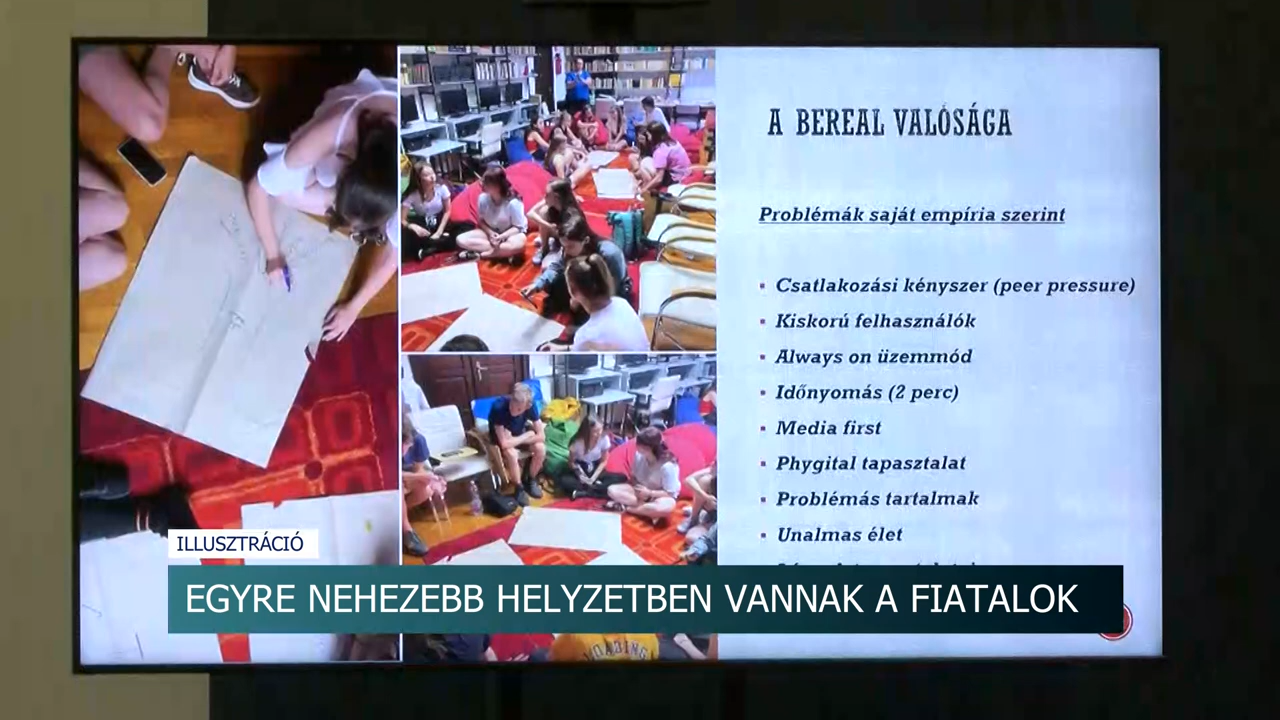 A BEREAL VALÓSÁGA
Problémák saját empíria szerint
▪ Csatlakozási kényszer (peer pressure)
▪ Kiskorú felhasználók
▪ Always on üzemmód
▪ Időnyomás (2 perc)
▪ Media first
▪ Phygital tapasztalat
▪ Problémás tartalmak
▪ Unalmas élet
ILLUSZTRÁCIÓ
EGYRE NEHEZEBB HELYZETBEN VANNAK A FIATALOK